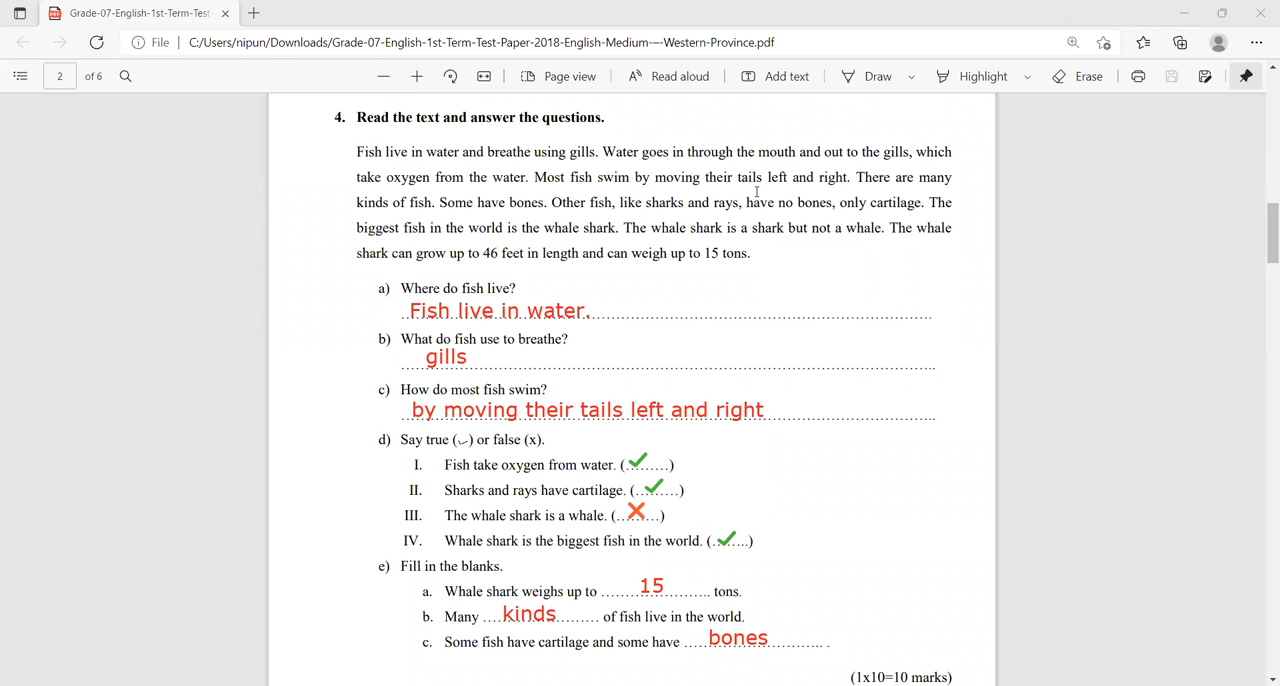 Grade-07-English-1st-Term-Test
File | C:/Users/nipun/Downloads/Grade-07-English-1st-Term-Test-Paper-2018-English-Medium-–-Western-Province.pdf
2 of 6 Page view Read aloud Add text Draw Highlight Erase
4. Read the text and answer the questions.
Fish live in water and breathe using gills. Water goes in through the mouth and out to the gills, which
take oxygen from the water. Most fish swim by moving their tails left and right. There are many
kinds of fish. Some have bones. Other fish, like sharks and rays, have no bones, only cartilage. The
biggest fish in the world is the whale shark. The whale shark is a shark but not a whale. The whale
shark can grow up to 46 feet in length and can weigh up to 15 tons.
a) Where do fish live?
Fish live in water.
b) What do fish use to breathe?
gills
c) How do most fish swim?
by moving their tails left and right
d) Say true (✓) or false (x).
I. Fish take oxygen from water. (...✓......)
II. Sharks and rays have cartilage. (...✓......)
III. The whale shark is a whale. (...✗......)
IV. Whale shark is the biggest fish in the world. (...✓.....)
e) Fill in the blanks.
a. Whale shark weighs up to ......... 15 ........... tons.
b. Many .... kinds ......... of fish live in the world.
c. Some fish have cartilage and some have ..... bones ............ .
(1x10=10 marks)